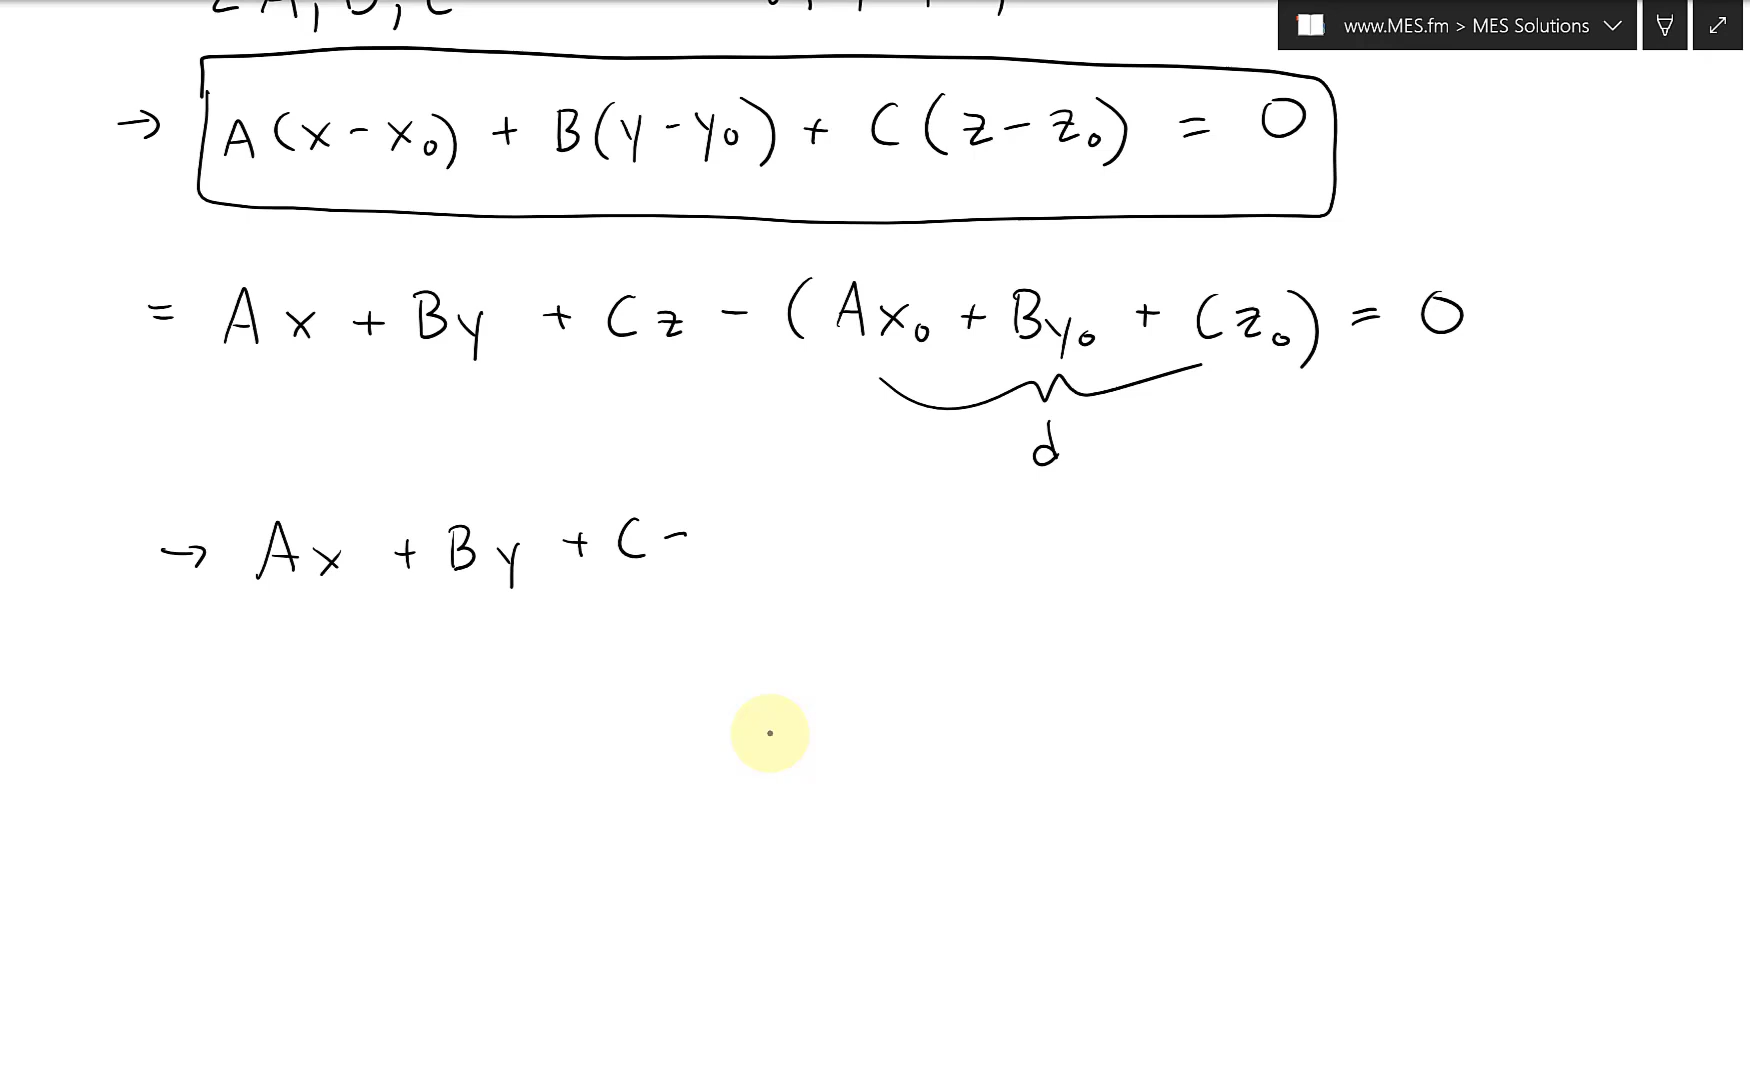 www.MES.fm > MES Solutions
→ A(x - x₀) + B(y - y₀) + C(z - z₀) = 0
= Ax + By + Cz - (Ax₀ + By₀ + Cz₀) = 0
d
→ Ax + By + C